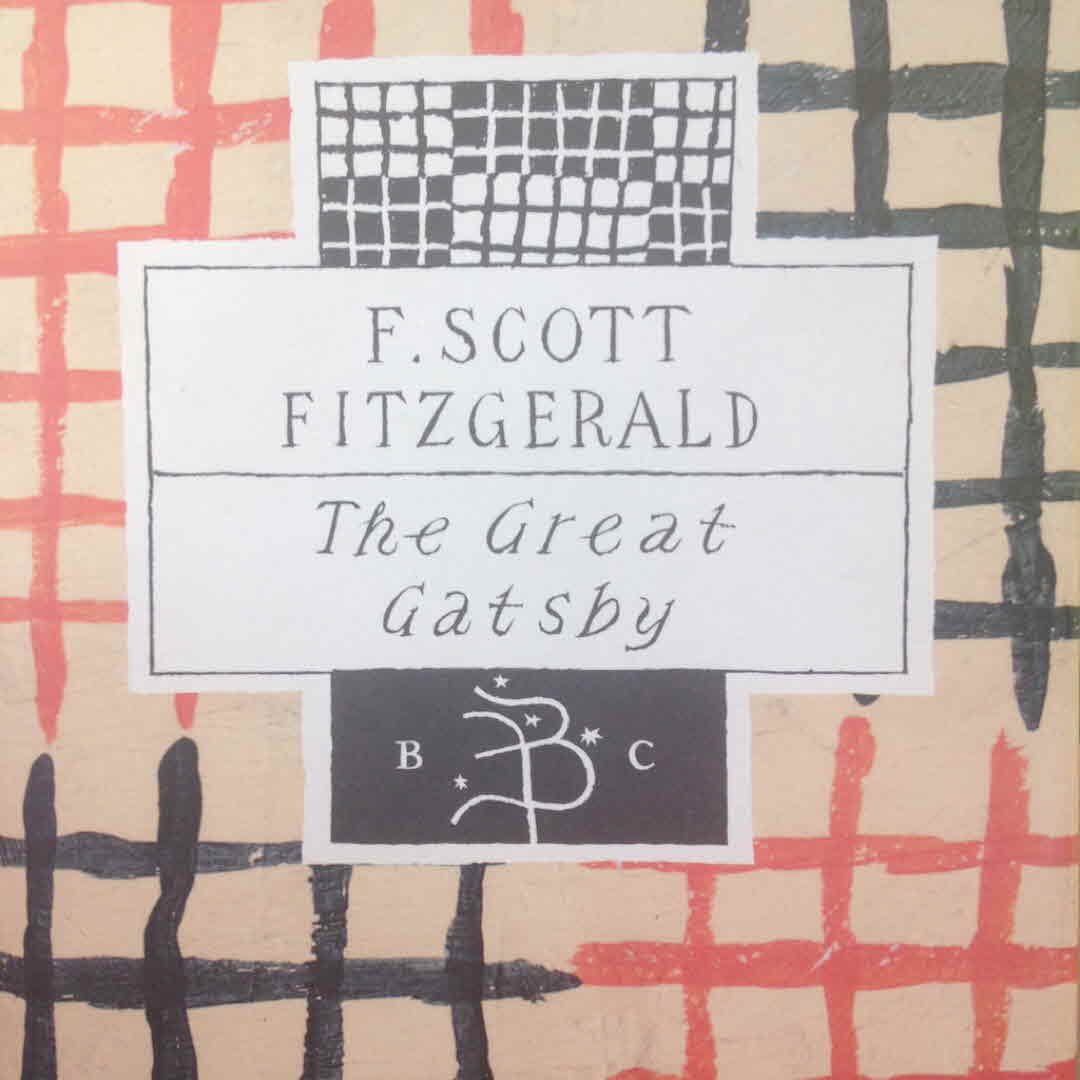 F. SCOTT
FITZGERALD
The Great
Gatsby
B C